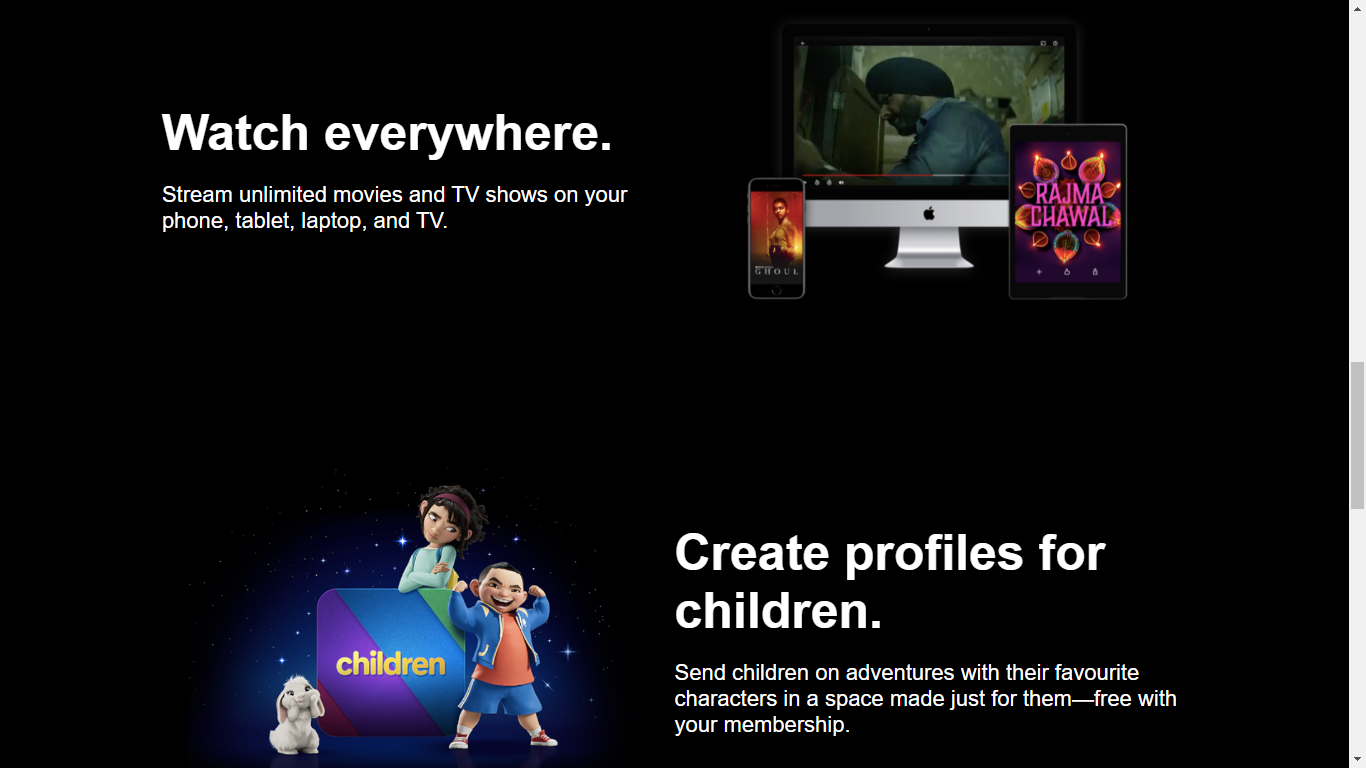 Watch everywhere.
Stream unlimited movies and TV shows on your
phone, tablet, laptop, and TV.
RAJMA
CHAWAL
GHOUL
children
Create profiles for
children.
Send children on adventures with their favourite
characters in a space made just for them—free with
your membership.